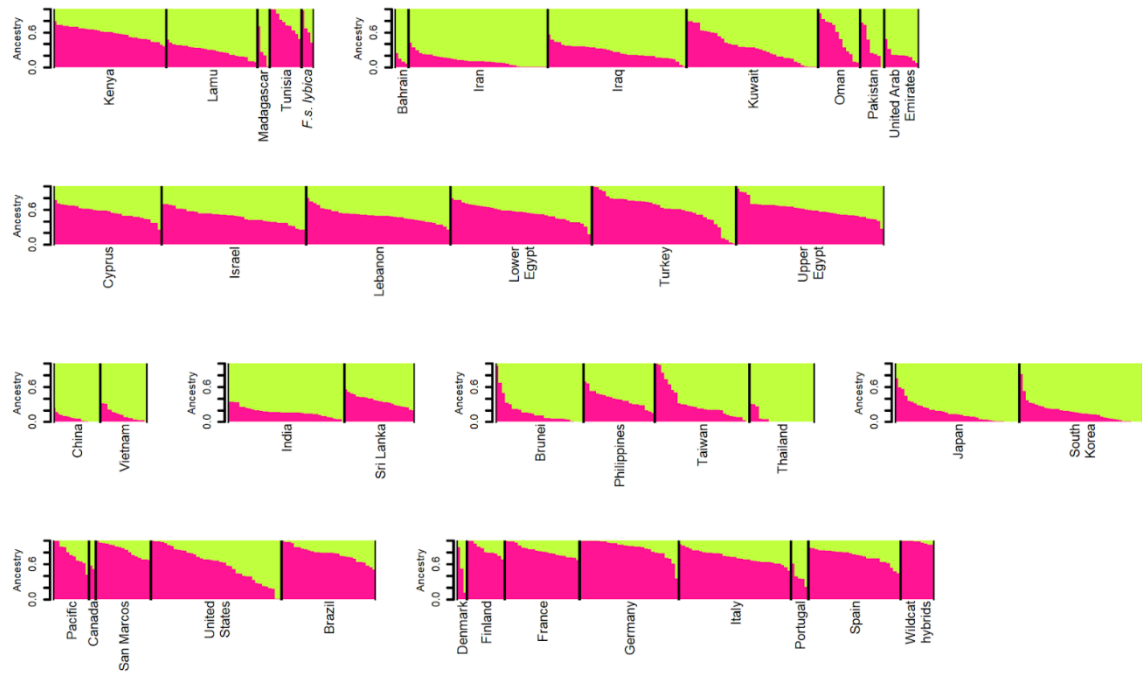 Ancestry
0.0 0.6
Kenya
Lamu
Madagascar
Tunisia
F.s. lybica
Ancestry
0.0 0.6
Bahrain
Iran
Iraq
Kuwait
Oman
Pakistan
United Arab
Emirates
Ancestry
0.0 0.6
Cyprus
Israel
Lebanon
Lower
Egypt
Turkey
Upper
Egypt
Ancestry
0.0 0.6
China
Vietnam
Ancestry
0.0 0.6
India
Sri Lanka
Ancestry
0.0 0.6
Brunei
Philippines
Taiwan
Thailand
Ancestry
0.0 0.6
Japan
South
Korea
Ancestry
0.0 0.6
Pacific
Canada
San Marcos
United
States
Brazil
Ancestry
0.0 0.6
Denmark
Finland
France
Germany
Italy
Portugal
Spain
Wildcat
hybrids